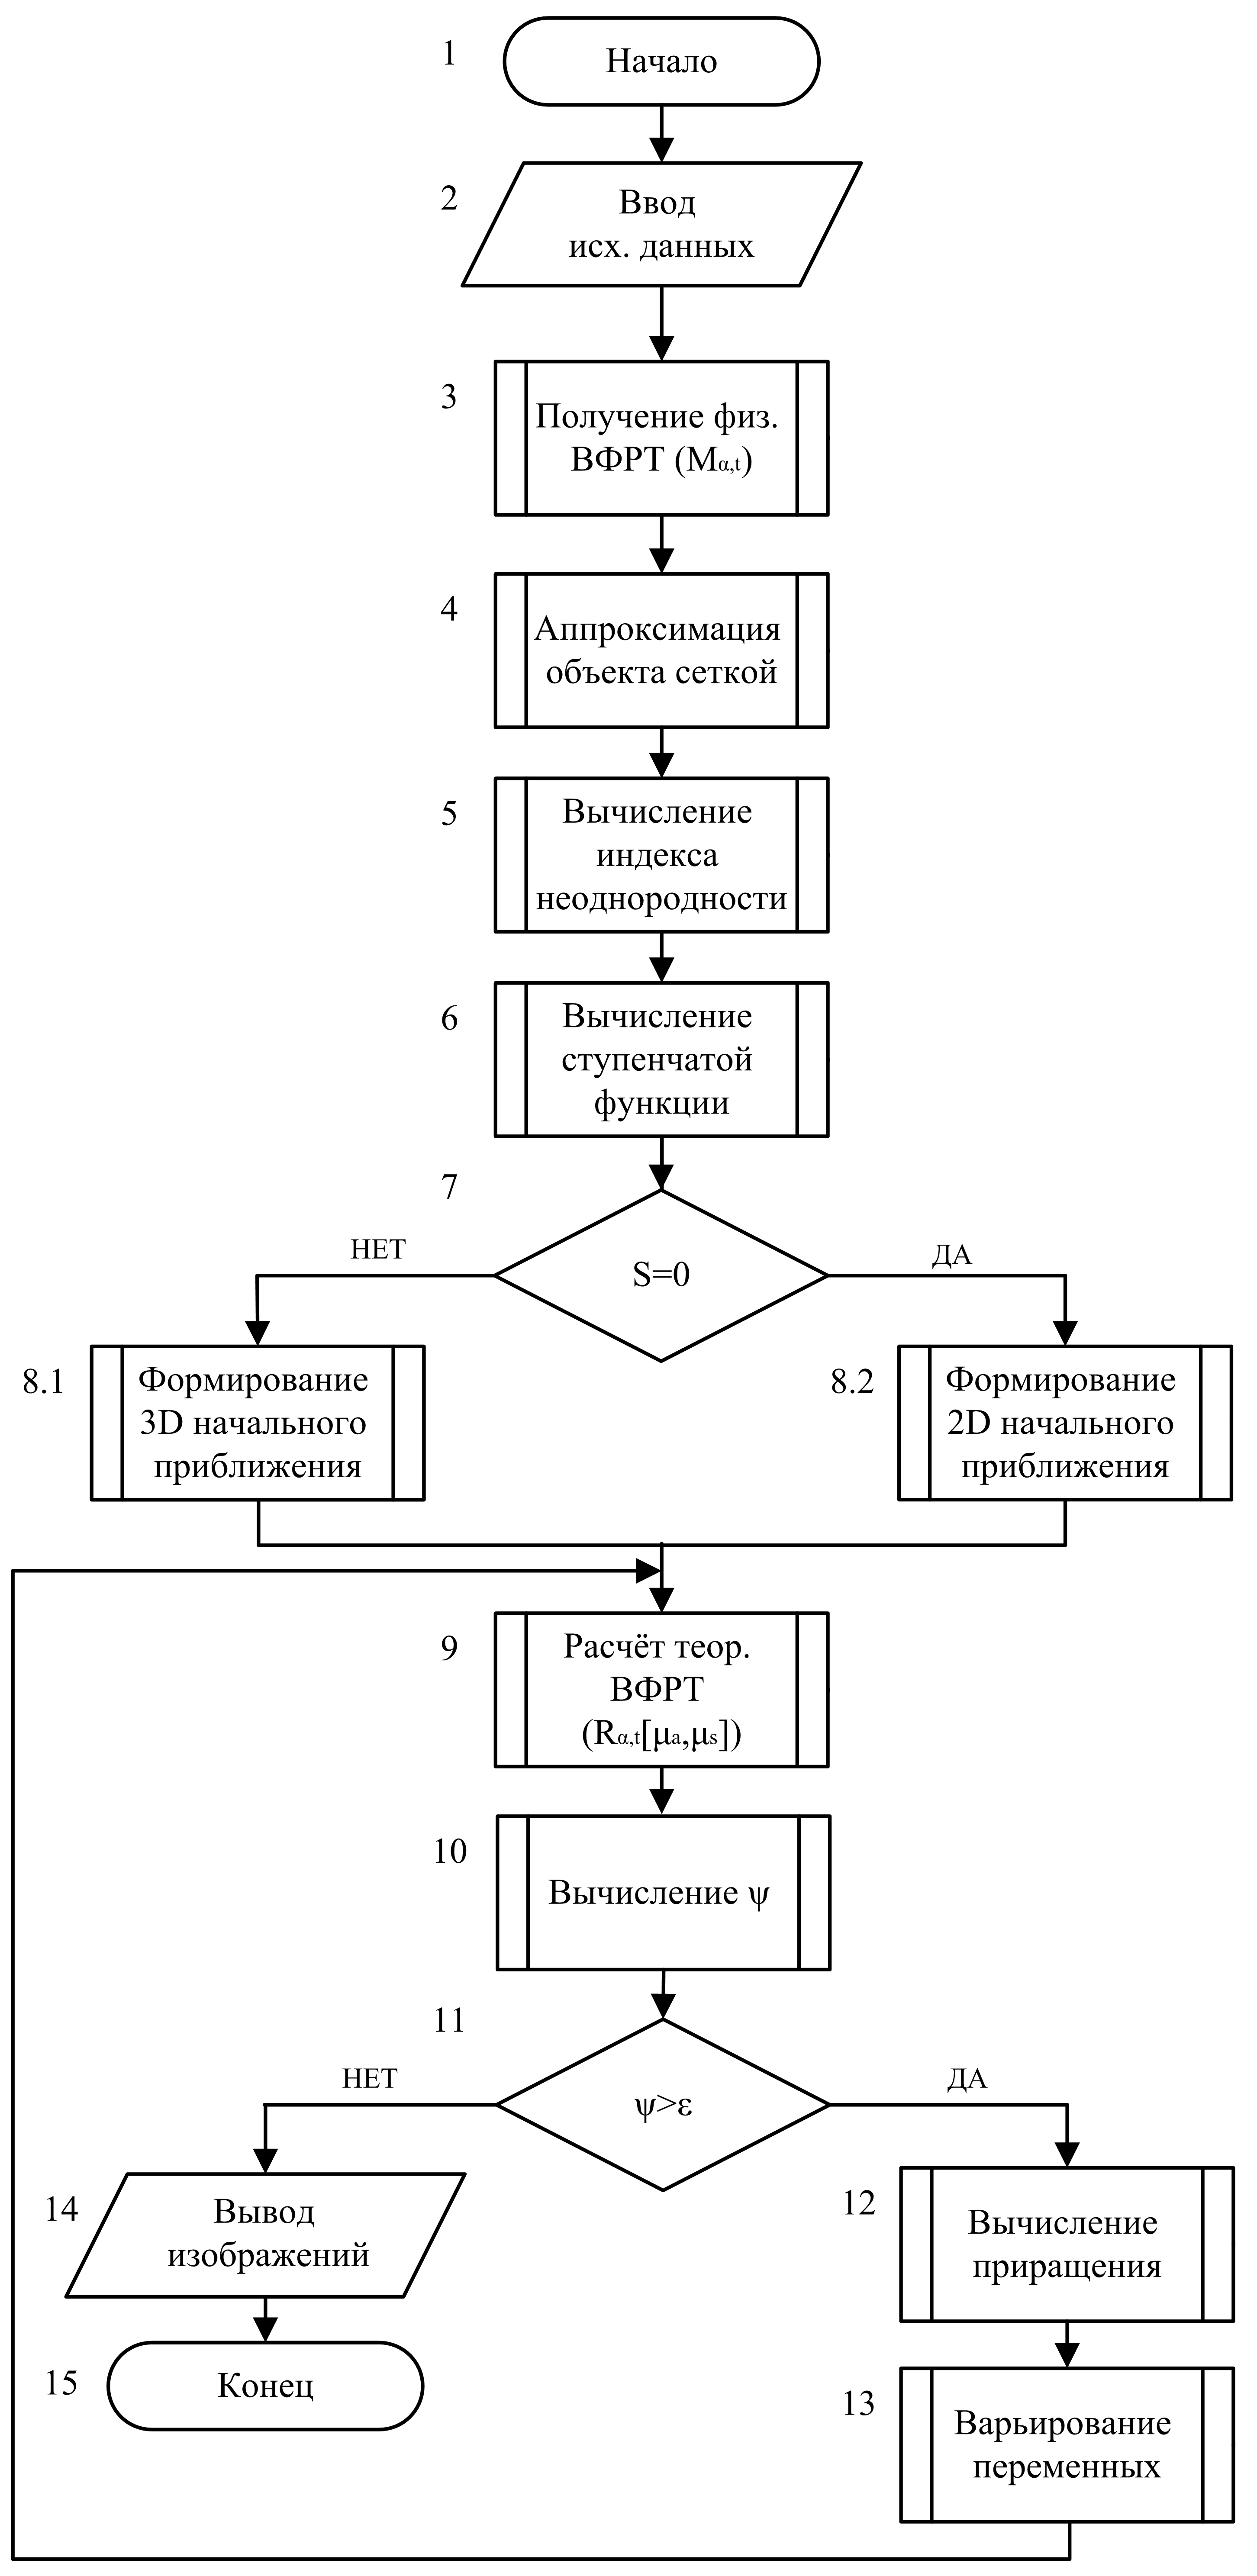 1
Начало
2
Ввод
исх. данных
3
Получение физ.
ВФРТ (Mα,t)
4
Аппроксимация
объекта сеткой
5
Вычисление
индекса
неоднородности
6
Вычисление
ступенчатой
функции
7
НЕТ
S=0
ДА
8.1
Формирование
3D начального
приближения
8.2
Формирование
2D начального
приближения
9
Расчёт теор.
ВФРТ
(Rα,t[μa,μs])
10
Вычисление ψ
11
НЕТ
ψ>ε
ДА
14
Вывод
изображений
12
Вычисление
приращения
15
Конец
13
Варьирование
переменных